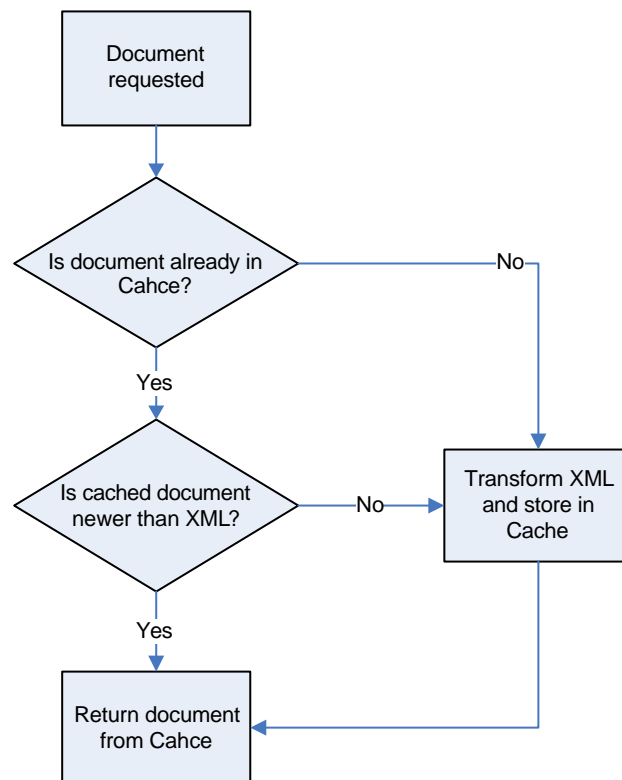 Document
requested
Is document already in
Cahce?
No
Yes
Is cached document
newer than XML?
No
Transform XML
and store in
Cache
Yes
Return document
from Cahce